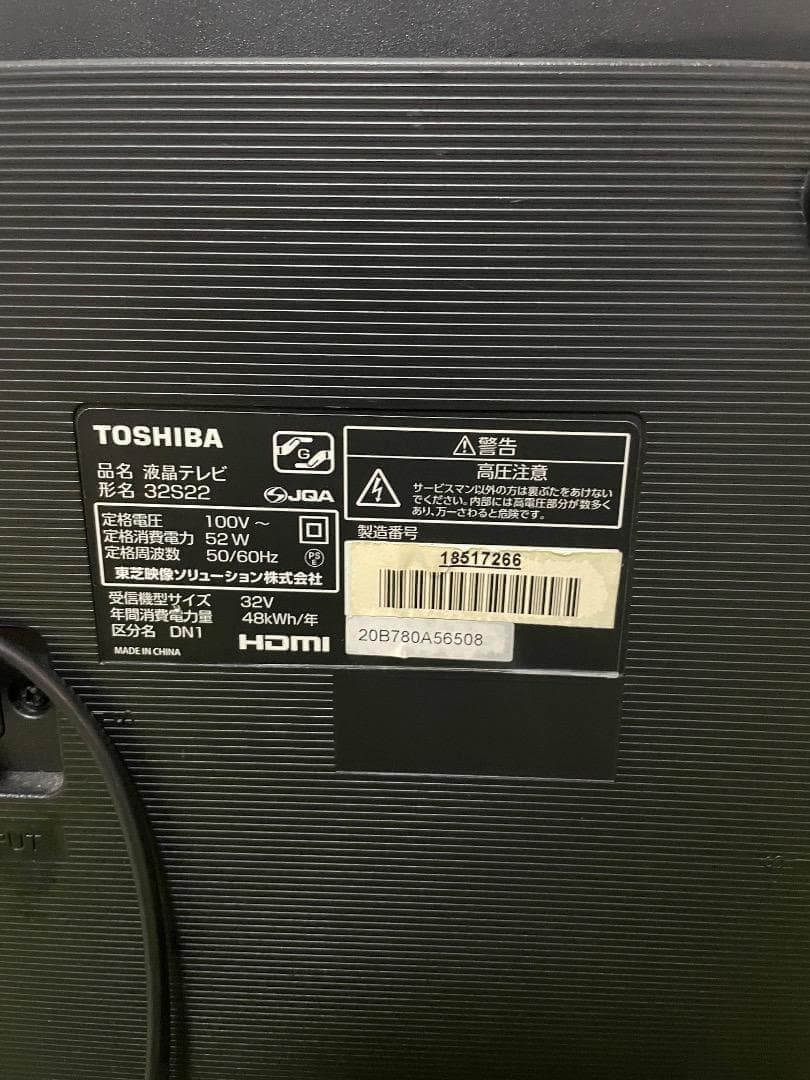 TOSHIBA
G
品名 液晶テレビ
形名 32S22
JQA
定格電圧 100V～
定格消費電力 52W
定格周波数 50/60Hz
PS
E
東芝映像ソリューション株式会社
受信機型サイズ 32V
年間消費電力量 48kWh/年
区分名 DN1
HDMI
MADE IN CHINA
警告
高圧注意
サービスマン以外の方は裏ぶたをあけない
でください。内部には高電圧部分が数多く
あり、万一さわると危険です。
製造番号
18517266
20B780A56508
PUT